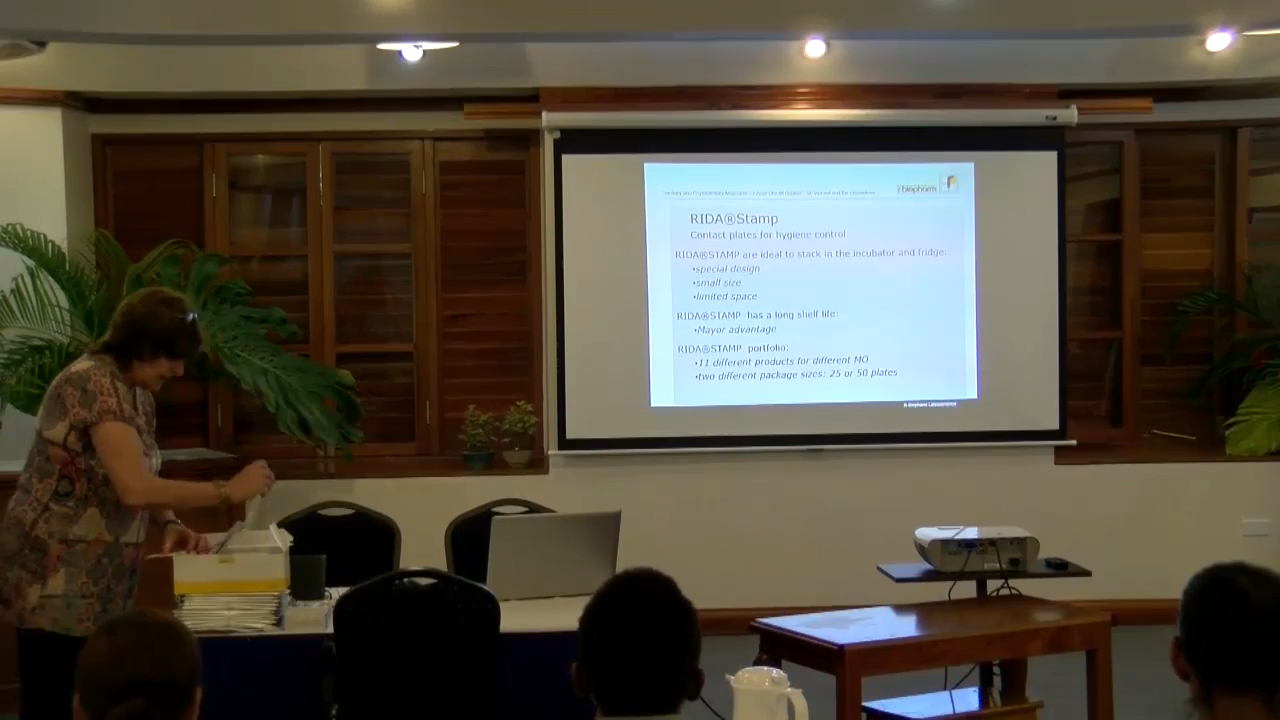 r-biopharm
RIDA®Stamp
Contact plates for hygiene control
RIDA®STAMP are ideal to stack in the incubator and fridge:
•special design
•small size
•limited space
RIDA®STAMP has a long shelf life:
•Mayor advantage
RIDA®STAMP portfolio:
•11 different products for different MO
•two different package sizes: 25 or 50 plates